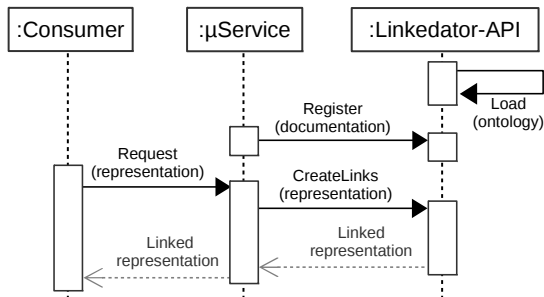 :Consumer
:µService
:Linkedator-API
Load
(ontology)
Register
(documentation)
Request
(representation)
CreateLinks
(representation)
Linked
representation
Linked
representation